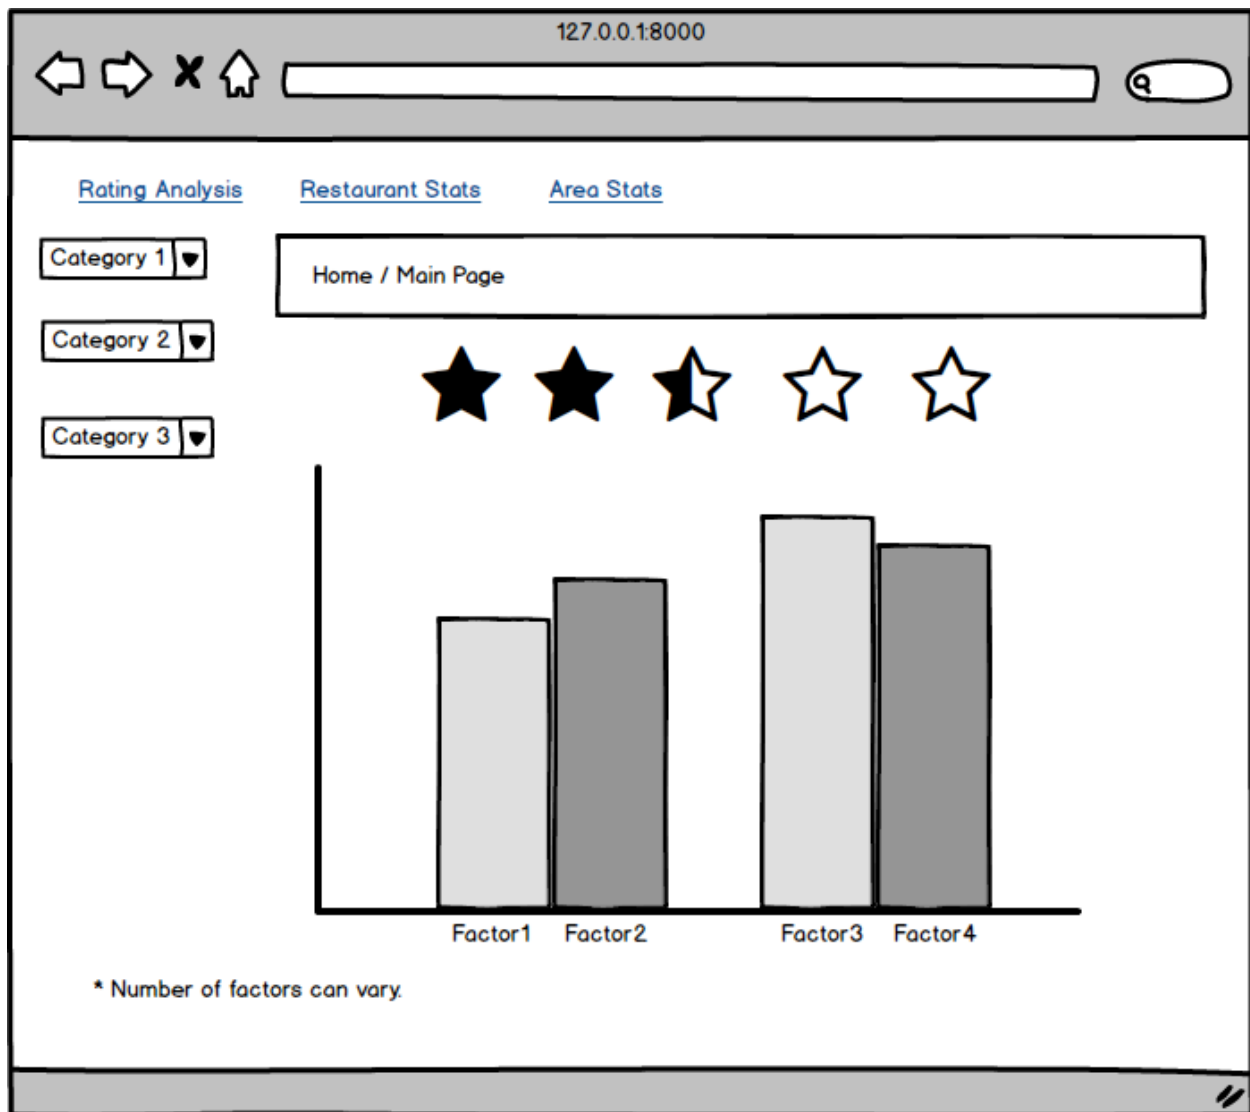 127.0.0.1:8000
Rating Analysis Restaurant Stats Area Stats
Category 1
Home / Main Page
Category 2
Category 3
Factor1 Factor2 Factor3 Factor4
* Number of factors can vary.